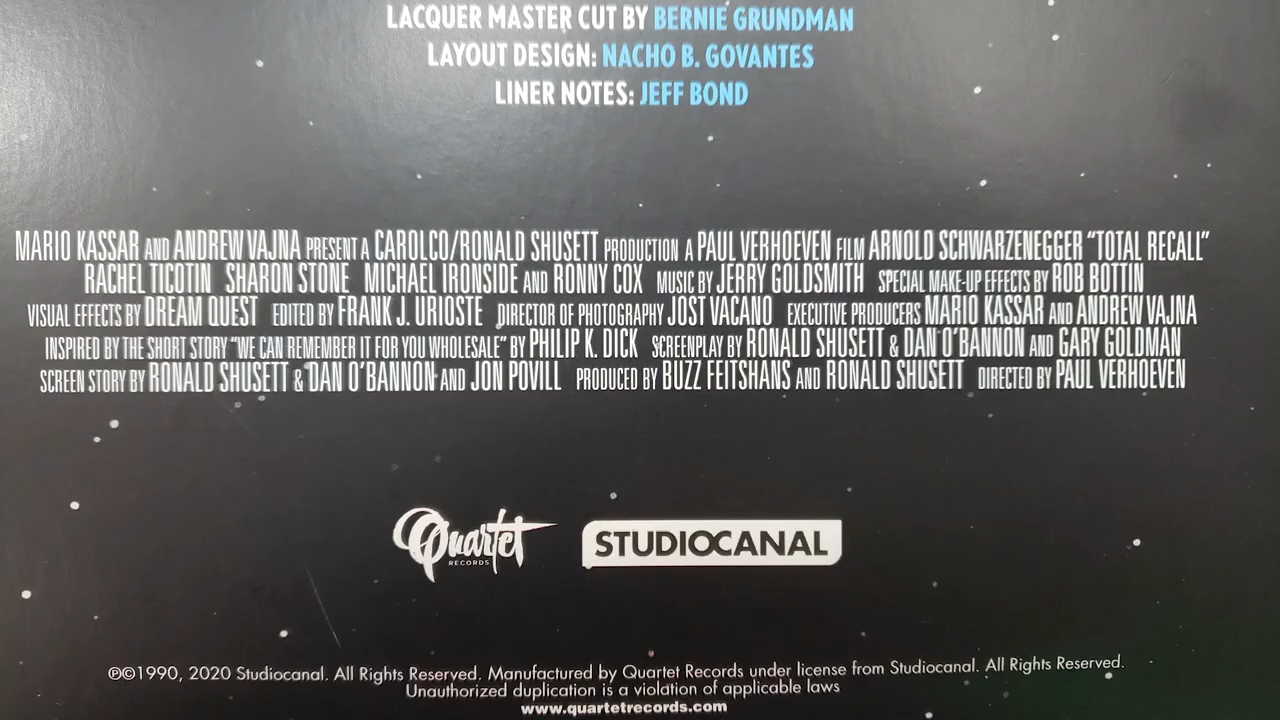 LACQUER MASTER CUT BY BERNIE GRUNDMAN
LAYOUT DESIGN: NACHO B. GOVANTES
LINER NOTES: JEFF BOND
MARIO KASSAR AND ANDREW VAJNA PRESENT A CAROLCO/RONALD SHUSETT PRODUCTION A PAUL VERHOEVEN FILM ARNOLD SCHWARZENEGGER "TOTAL RECALL"
RACHEL TICOTIN SHARON STONE MICHAEL IRONSIDE AND RONNY COX MUSIC BY JERRY GOLDSMITH SPECIAL MAKE-UP EFFECTS BY ROB BOTTIN
VISUAL EFFECTS BY DREAM QUEST EDITED BY FRANK J. URIOSTE DIRECTOR OF PHOTOGRAPHY JOST VACANO EXECUTIVE PRODUCERS MARIO KASSAR AND ANDREW VAJNA
INSPIRED BY THE SHORT STORY "WE CAN REMEMBER IT FOR YOU WHOLESALE" BY PHILIP K. DICK SCREENPLAY BY RONALD SHUSETT & DAN O'BANNON AND GARY GOLDMAN
SCREEN STORY BY RONALD SHUSETT & DAN O'BANNON AND JON POVILL PRODUCED BY BUZZ FEITSHANS AND RONALD SHUSETT DIRECTED BY PAUL VERHOEVEN
Quartet
RECORDS
STUDIOCANAL
℗©1990, 2020 Studiocanal. All Rights Reserved. Manufactured by Quartet Records under license from Studiocanal. All Rights Reserved.
Unauthorized duplication is a violation of applicable laws
www.quartetrecords.com